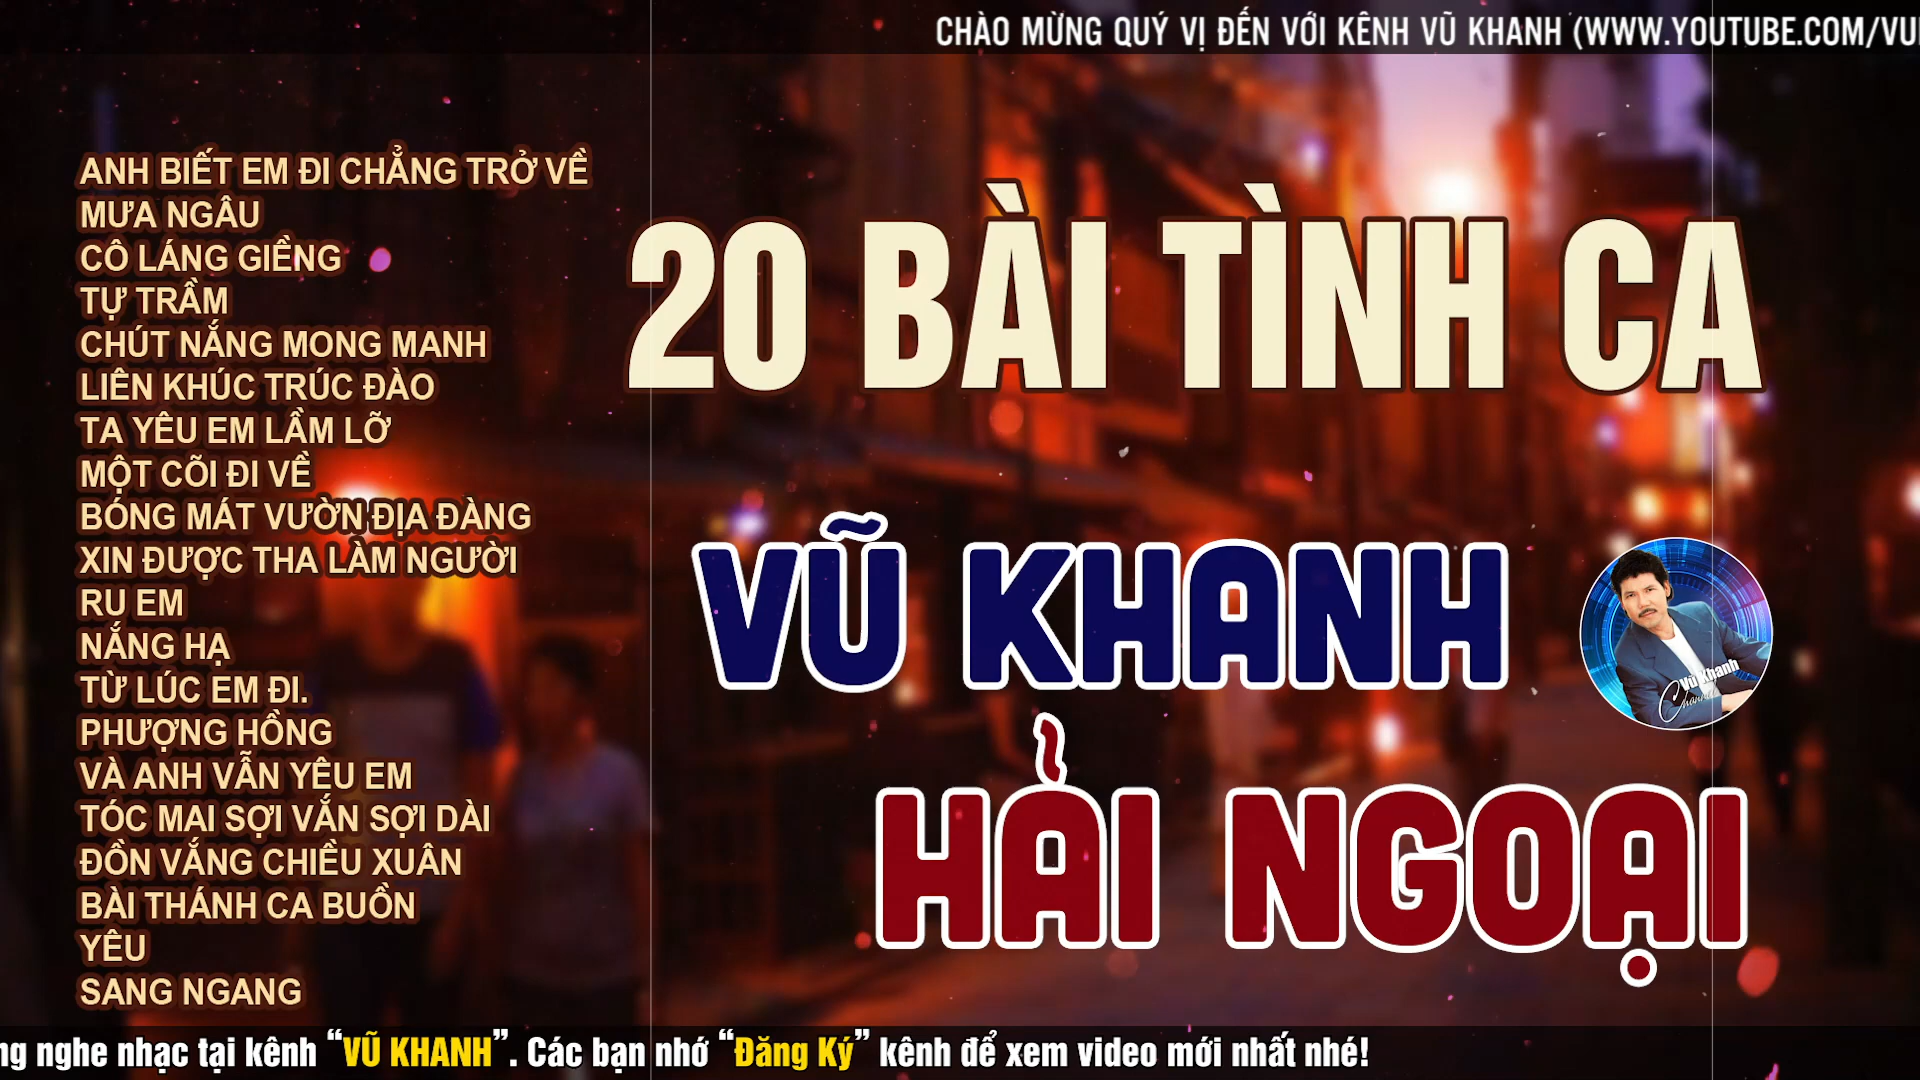 CHÀO MỪNG QUÝ VỊ ĐẾN VỚI KÊNH VŨ KHANH (WWW.YOUTUBE.COM/VU
ANH BIẾT EM ĐI CHẲNG TRỞ VỀ
MƯA NGÂU
CÔ LÁNG GIỀNG
TỰ TRẦM
CHÚT NẮNG MONG MANH
LIÊN KHÚC TRÚC ĐÀO
TA YÊU EM LẦM LỠ
MỘT CÕI ĐI VỀ
BÓNG MÁT VƯỜN ĐỊA ĐÀNG
XIN ĐƯỢC THA LÀM NGƯỜI
RU EM
NẮNG HẠ
TỪ LÚC EM ĐI.
PHƯỢNG HỒNG
VÀ ANH VẪN YÊU EM
TÓC MAI SỢI VẮN SỢI DÀI
ĐỒN VẮNG CHIỀU XUÂN
BÀI THÁNH CA BUỒN
YÊU
SANG NGANG
20 BÀI TÌNH CA
VŨ KHANH
Vũ Khanh
Channel
HẢI NGOẠI
ng nghe nhạc tại kênh “VŨ KHANH”. Các bạn nhớ “Đăng Ký” kênh để xem video mới nhất nhé!